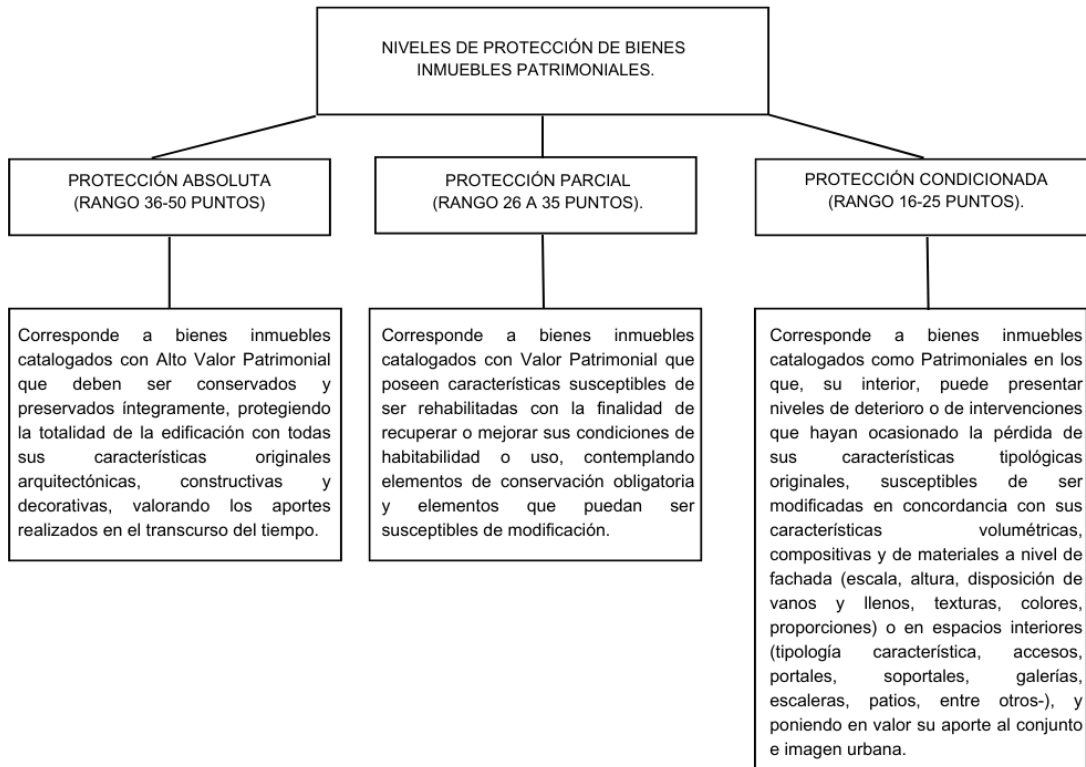 NIVELES DE PROTECCIÓN DE BIENES
INMUEBLES PATRIMONIALES.
PROTECCIÓN ABSOLUTA
(RANGO 36-50 PUNTOS)
Corresponde a bienes inmuebles
catalogados con Alto Valor Patrimonial
que deben ser conservados y
preservados íntegramente, protegiendo
la totalidad de la edificación con todas
sus características originales
arquitectónicas, constructivas y
decorativas, valorando los aportes
realizados en el transcurso del tiempo.
PROTECCIÓN PARCIAL
(RANGO 26 A 35 PUNTOS).
Corresponde a bienes inmuebles
catalogados con Valor Patrimonial que
poseen características susceptibles de
ser rehabilitadas con la finalidad de
recuperar o mejorar sus condiciones de
habitabilidad o uso, contemplando
elementos de conservación obligatoria
y elementos que puedan ser
susceptibles de modificación.
PROTECCIÓN CONDICIONADA
(RANGO 16-25 PUNTOS).
Corresponde a bienes inmuebles
catalogados como Patrimoniales en los
que, su interior, puede presentar
niveles de deterioro o de intervenciones
que hayan ocasionado la pérdida de
sus características tipológicas
originales, susceptibles de ser
modificadas en concordancia con sus
características volumétricas,
compositivas y de materiales a nivel de
fachada (escala, altura, disposición de
vanos y llenos, texturas, colores,
proporciones) o en espacios interiores
(tipología característica, accesos,
portales, soportales, galerías,
escaleras, patios, entre otros-), y
poniendo en valor su aporte al conjunto
e imagen urbana.